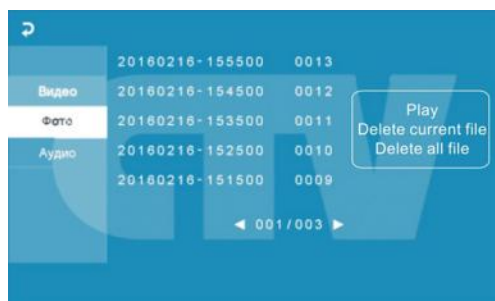 20160216-155500 0013
Видео 20160216-154500 0012
Фото 20160216-153500 0011
Аудио 20160216-152500 0010
20160216-151500 0009
Play
Delete current file
Delete all file
◀ 001/003 ▶
CTV